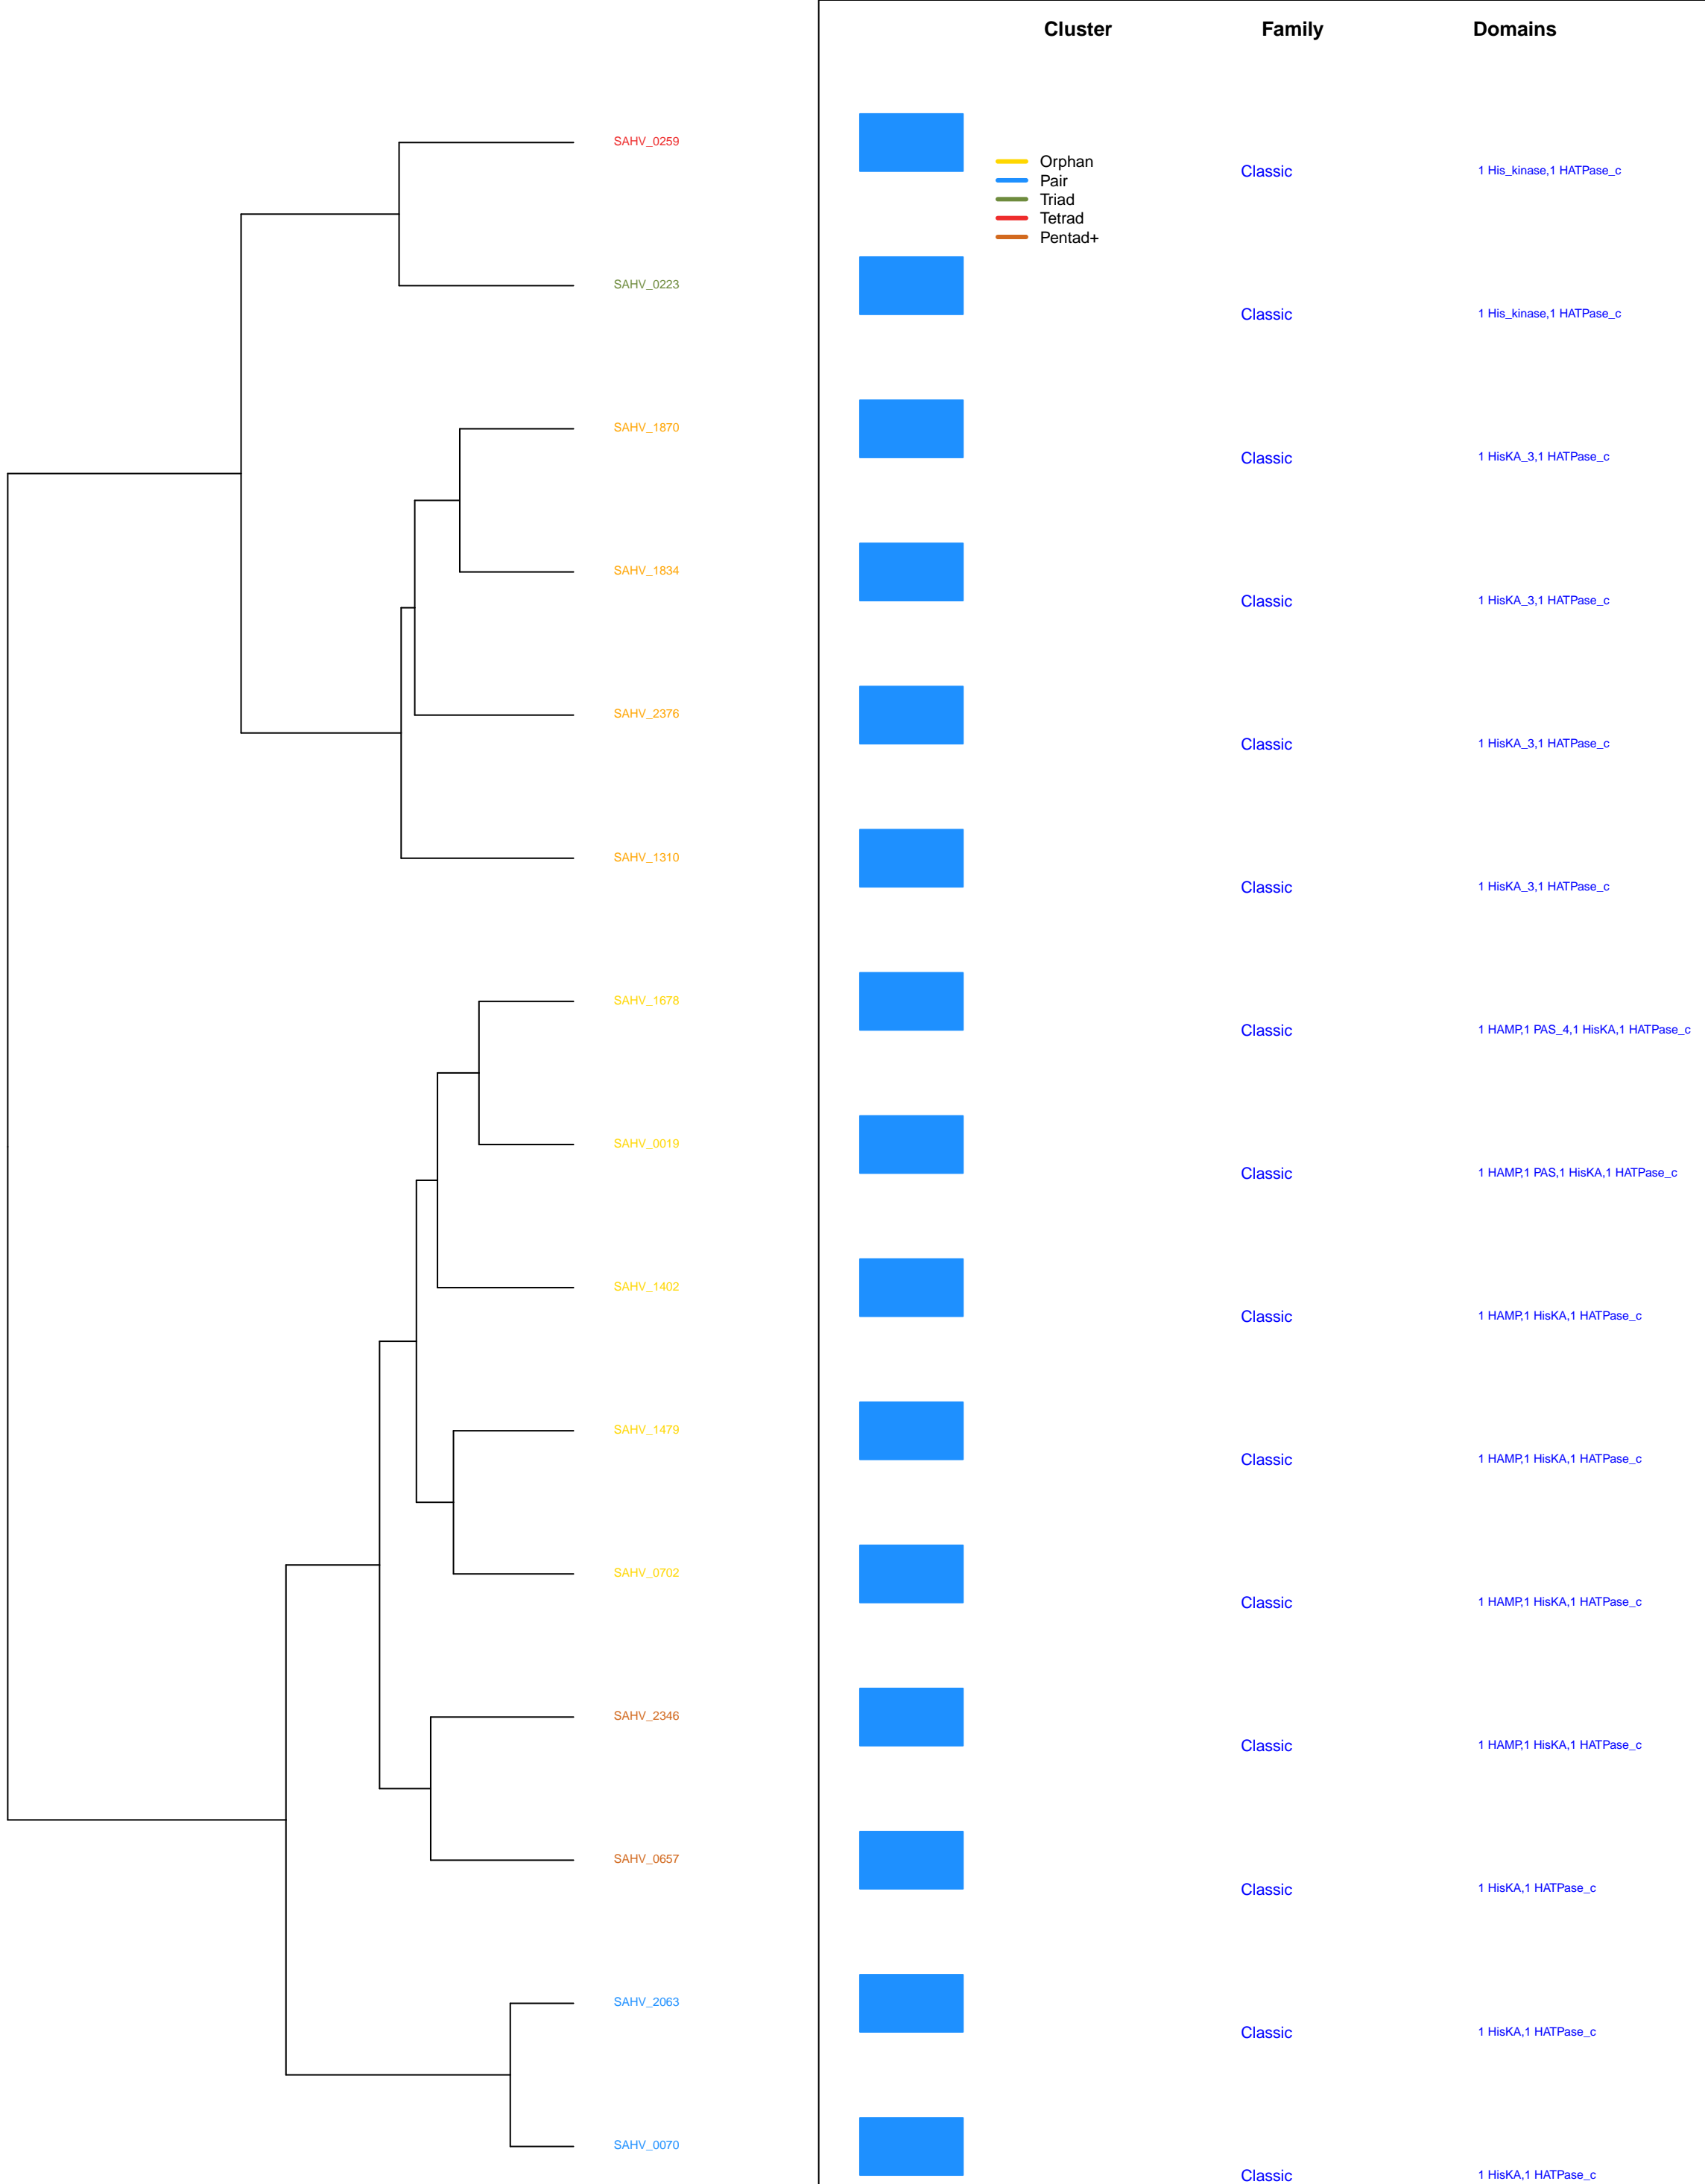 Cluster Family Domains
SAHV_0259
Orphan
Pair
Triad
Tetrad
Pentad+
Classic 1 His_kinase,1 HATPase_c
SAHV_0223
Classic 1 His_kinase,1 HATPase_c
SAHV_1870
Classic 1 HisKA_3,1 HATPase_c
SAHV_1834
Classic 1 HisKA_3,1 HATPase_c
SAHV_2376
Classic 1 HisKA_3,1 HATPase_c
SAHV_1310
Classic 1 HisKA_3,1 HATPase_c
SAHV_1678
Classic 1 HAMP,1 PAS_4,1 HisKA,1 HATPase_c
SAHV_0019
Classic 1 HAMP,1 PAS,1 HisKA,1 HATPase_c
SAHV_1402
Classic 1 HAMP,1 HisKA,1 HATPase_c
SAHV_1479
Classic 1 HAMP,1 HisKA,1 HATPase_c
SAHV_0702
Classic 1 HAMP,1 HisKA,1 HATPase_c
SAHV_2346
Classic 1 HAMP,1 HisKA,1 HATPase_c
SAHV_0657
Classic 1 HisKA,1 HATPase_c
SAHV_2063
Classic 1 HisKA,1 HATPase_c
SAHV_0070
Classic 1 HisKA,1 HATPase_c